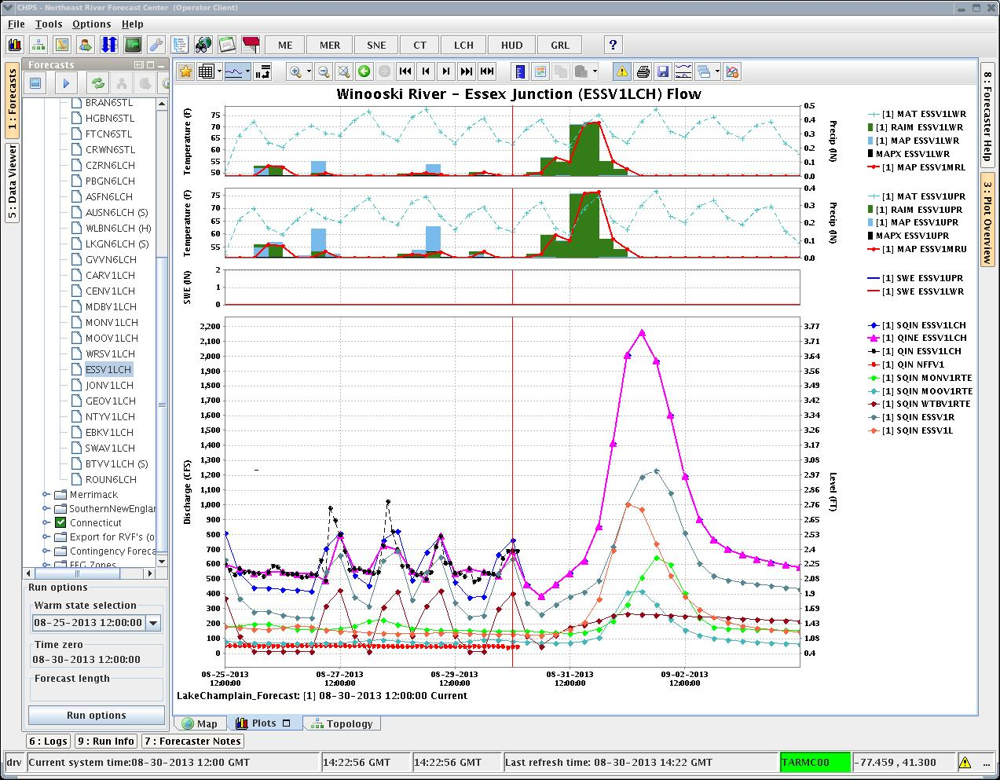 CHPS - Northeast River Forecast Center (Operator Client)
File Tools Options Help
ME MER SNE CT LCH HUD GRL ?
1 : Forecasts
5 : Data Viewer
Forecasts
BRAN6STL
HGBN6STL
FTCN6STL
CRWN6STL
CZRN6LCH
PBGN6LCH
ASFN6LCH
AUSN6LCH (S)
WLBN6LCH (H)
LKGN6LCH (S)
GVVN6LCH
CARV1LCH
CENV1LCH
MDBV1LCH
MONV1LCH
MOOV1LCH
WRSV1LCH
ESSV1LCH
JONV1LCH
GEOV1LCH
NTYV1LCH
EBKV1LCH
SWAV1LCH
BTVV1LCH (S)
ROUN6LCH
Merrimack
SouthernNewEnglan
Connecticut
Export for RVF's (o
Contingency Foreca
FFG Zones
Run options
Warm state selection
08-25-2013 12:00:00
Time zero
08-30-2013 12:00:00
Forecast length
Run options
Winooski River - Essex Junction (ESSV1LCH) Flow
Temperature (F)
75
70
65
60
55
50
0.5
0.4
0.3
0.2
0.1
0.0
Precip (IN)
[1] MAT ESSV1LWR
[1] RAIM ESSV1LWR
[1] MAP ESSV1LWR
MAPX ESSV1LWR
[1] MAP ESSV1MRL
Temperature (F)
75
70
65
60
55
0.4
0.3
0.2
0.1
0.0
Precip (IN)
[1] MAT ESSV1UPR
[1] RAIM ESSV1UPR
[1] MAP ESSV1UPR
MAPX ESSV1UPR
[1] MAP ESSV1MRU
SWE (IN)
2
1
0
[1] SWE ESSV1UPR
[1] SWE ESSV1LWR
Discharge (CFS)
2,200
2,100
2,000
1,900
1,800
1,700
1,600
1,500
1,400
1,300
1,200
1,100
1,000
900
800
700
600
500
400
300
200
100
0
3.77
3.71
3.64
3.56
3.49
3.42
3.34
3.26
3.17
3.08
2.97
2.86
2.76
2.65
2.53
2.4
2.25
2.08
1.9
1.69
1.43
1.08
0.4
Level (FT)
[1] SQIN ESSV1LCH
[1] QINE ESSV1LCH
[1] QIN ESSV1LCH
[1] QIN NFFV1
[1] SQIN MONV1RTE
[1] SQIN MOOV1RTE
[1] SQIN WTBV1RTE
[1] SQIN ESSV1R
[1] SQIN ESSV1L
08-25-2013 08-27-2013 08-29-2013 08-31-2013 09-02-2013
12:00:00 12:00:00 12:00:00 12:00:00 12:00:00
LakeChamplain_Forecast: [1] 08-30-2013 12:00:00 Current
8 : Forecaster Help
3 : Plot Overview
Map Plots Topology
6 : Logs 9 : Run Info 7 : Forecaster Notes
drv Current system time:08-30-2013 12:00 GMT 14:22:56 GMT 14:22:56 GMT Last refresh time: 08-30-2013 14:22 GMT TARMC00 -77.459 , 41.300 ...